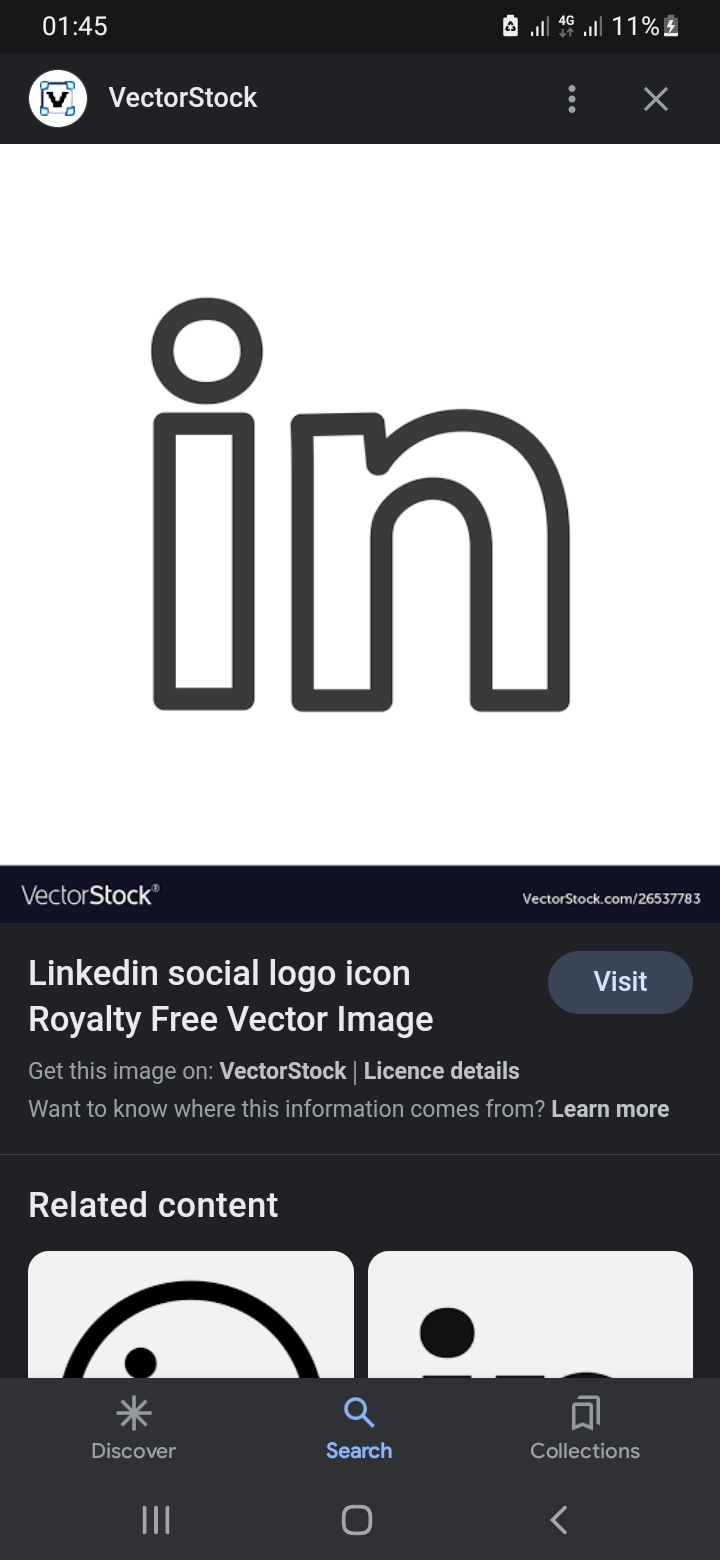 01:45
4G
11%
VectorStock
in
VectorStock®
VectorStock.com/26537783
Linkedin social logo icon
Royalty Free Vector Image
Visit
Get this image on: VectorStock | Licence details
Want to know where this information comes from? Learn more
Related content
in
Discover
Search
Collections